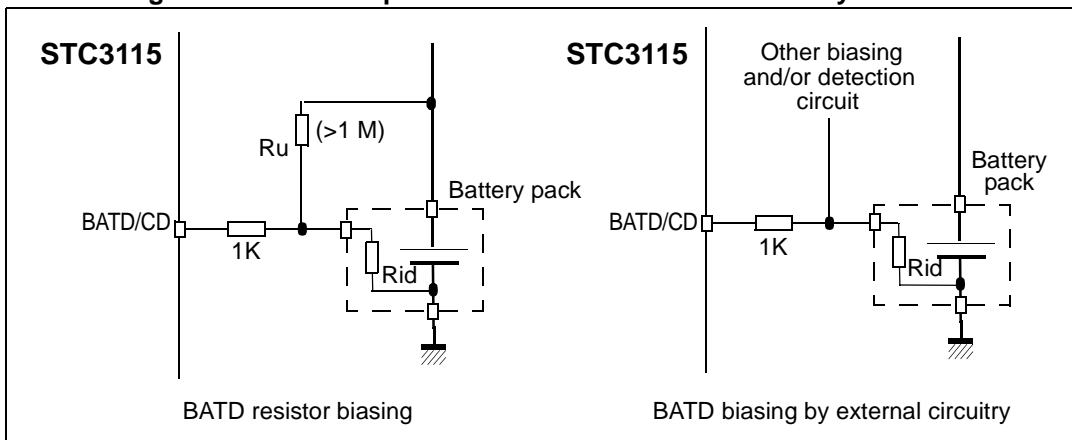 STC3115
Ru
(>1 M)
Battery pack
BATD/CD
1K
Rid
BATD resistor biasing
STC3115
Other biasing
and/or detection
circuit
Battery
pack
BATD/CD
1K
Rid
BATD biasing by external circuitry